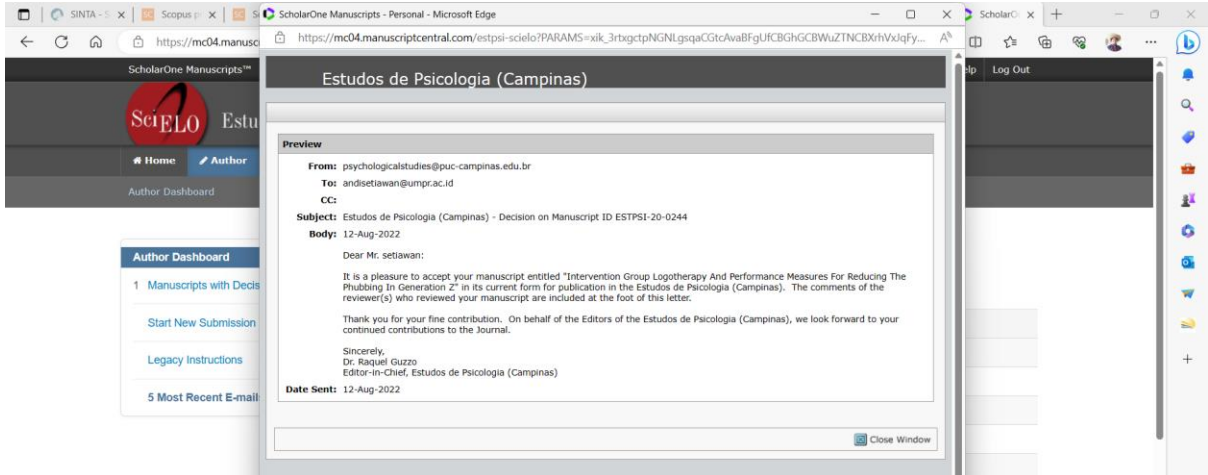 SINTA - S
Scopus p
S
ScholarOne Manuscripts - Personal - Microsoft Edge
ScholarO
https://mc04.manusc
https://mc04.manuscriptcentral.com/estpsi-scielo?PARAMS=
ScholarOne Manuscripts™
Estudos de Psicologia (Campinas)
elp Log Out
SciELO Estu
Home Author
Author Dashboard
Preview
From: psychologicalstudies@puc-campinas.edu.br
To: andisetiawan@umpr.ac.id
CC:
Subject: Estudos de Psicologia (Campinas) - Decision on Manuscript ID ESTPSI-20-0244
Body: 12-Aug-2022
Dear Mr. setiawan:
It is a pleasure to accept your manuscript entitled "Intervention Group Logotherapy And Performance Measures For Reducing The
Phubbing In Generation Z" in its current form for publication in the Estudos de Psicologia (Campinas). The comments of the
reviewer(s) who reviewed your manuscript are included at the foot of this letter.
Thank you for your fine contribution. On behalf of the Editors of the Estudos de Psicologia (Campinas), we look forward to your
continued contributions to the Journal.
Sincerely,
Dr. Raquel Guzzo
Editor-in-Chief, Estudos de Psicologia (Campinas)
Date Sent: 12-Aug-2022
Close Window
Author Dashboard
1 Manuscripts with Decis
Start New Submission
Legacy Instructions
5 Most Recent E-mail